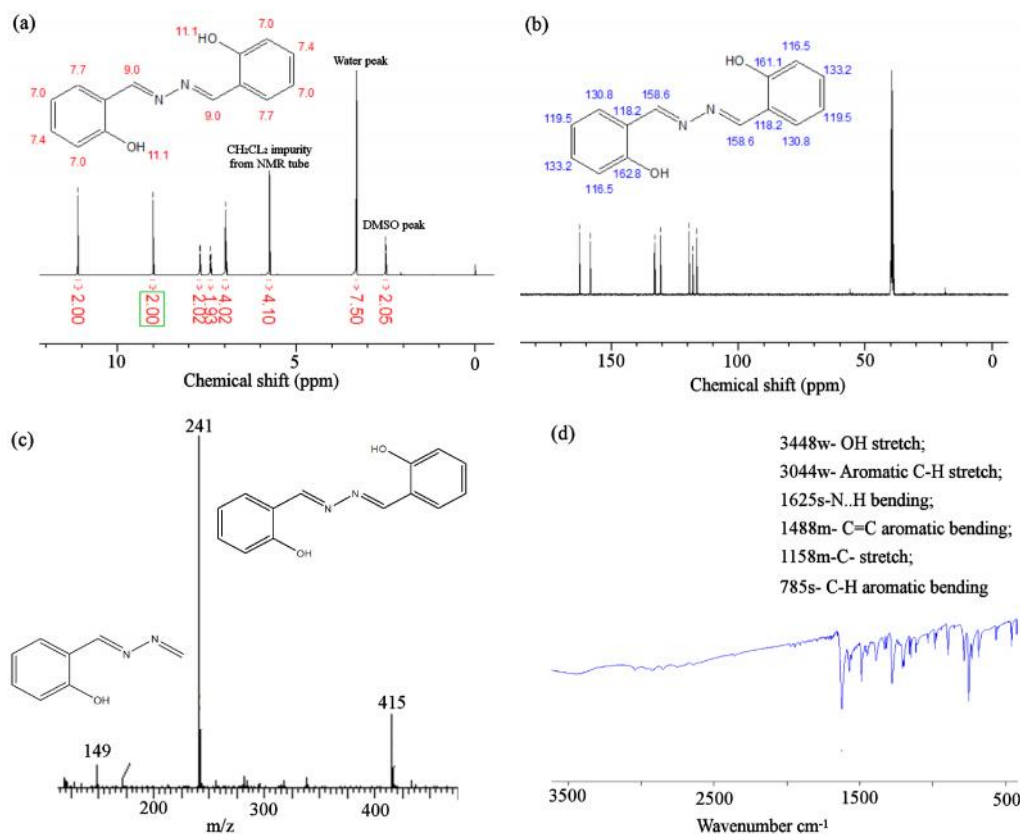 (a)
11.1
7.0
HO
7.4
7.0
7.7
9.0
N
N
7.7
9.0
7.0
7.4
OH
11.1
7.0
Water peak
CH₂CL₂ impurity
from NMR tube
DMSO peak
2.00
2.00
2.02
1.93
4.02
4.10
7.50
2.05
10
5
0
Chemical shift (ppm)
(b)
116.5
HO
161.1
133.2
119.5
130.8
118.2
158.6
N
N
118.2
130.8
158.6
119.5
133.2
OH
162.8
116.5
150
100
50
0
Chemical shift (ppm)
(c)
241
HO
N
N
OH
N
N
OH
149
415
200
300
400
m/z
(d)
3448w- OH stretch;
3044w- Aromatic C-H stretch;
1625s-N..H bending;
1488m- C=C aromatic bending;
1158m-C- stretch;
785s- C-H aromatic bending
3500
2500
1500
500
Wavenumber cm⁻¹